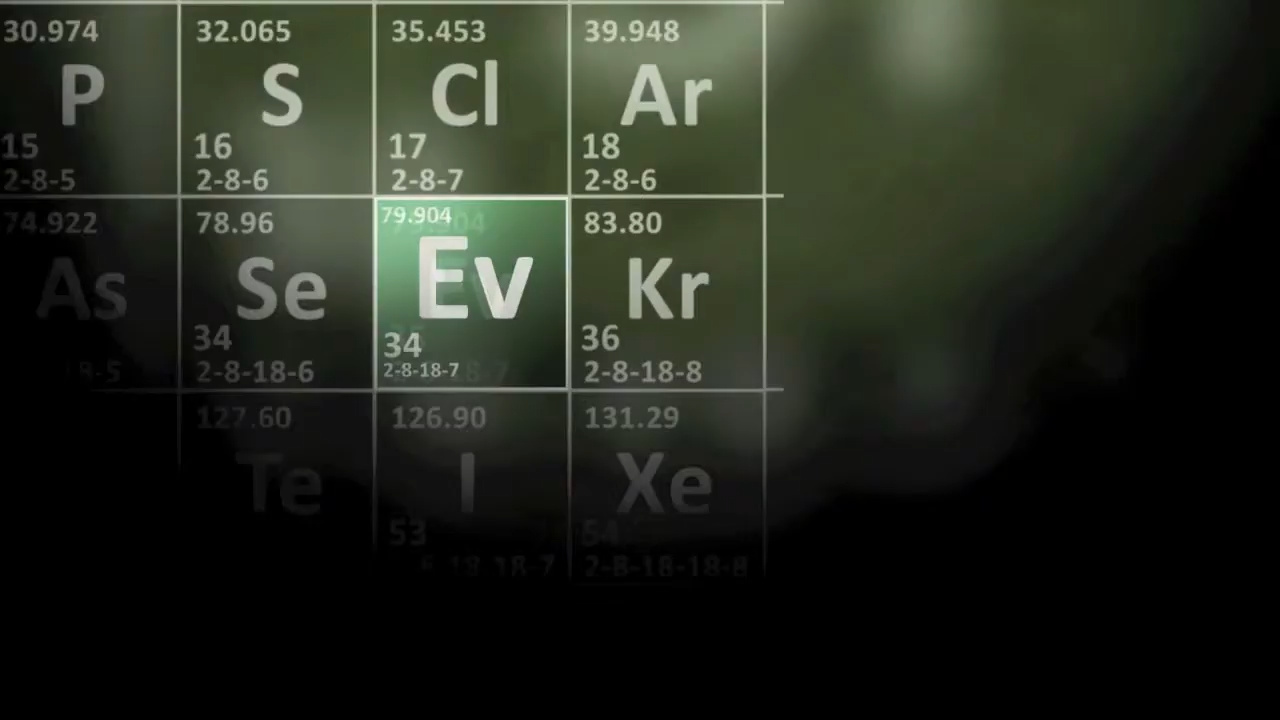 30.974 32.065 35.453 39.948
P S Cl Ar
15 16 17 18
2-8-5 2-8-6 2-8-7 2-8-6
74.922 78.96 79.904 83.80
As Se Ev Kr
34 34 36
2-8-18-6 2-8-18-7 2-8-18-8
127.60 126.90 131.29
Te I Xe
53 54
2-8-18-18-8